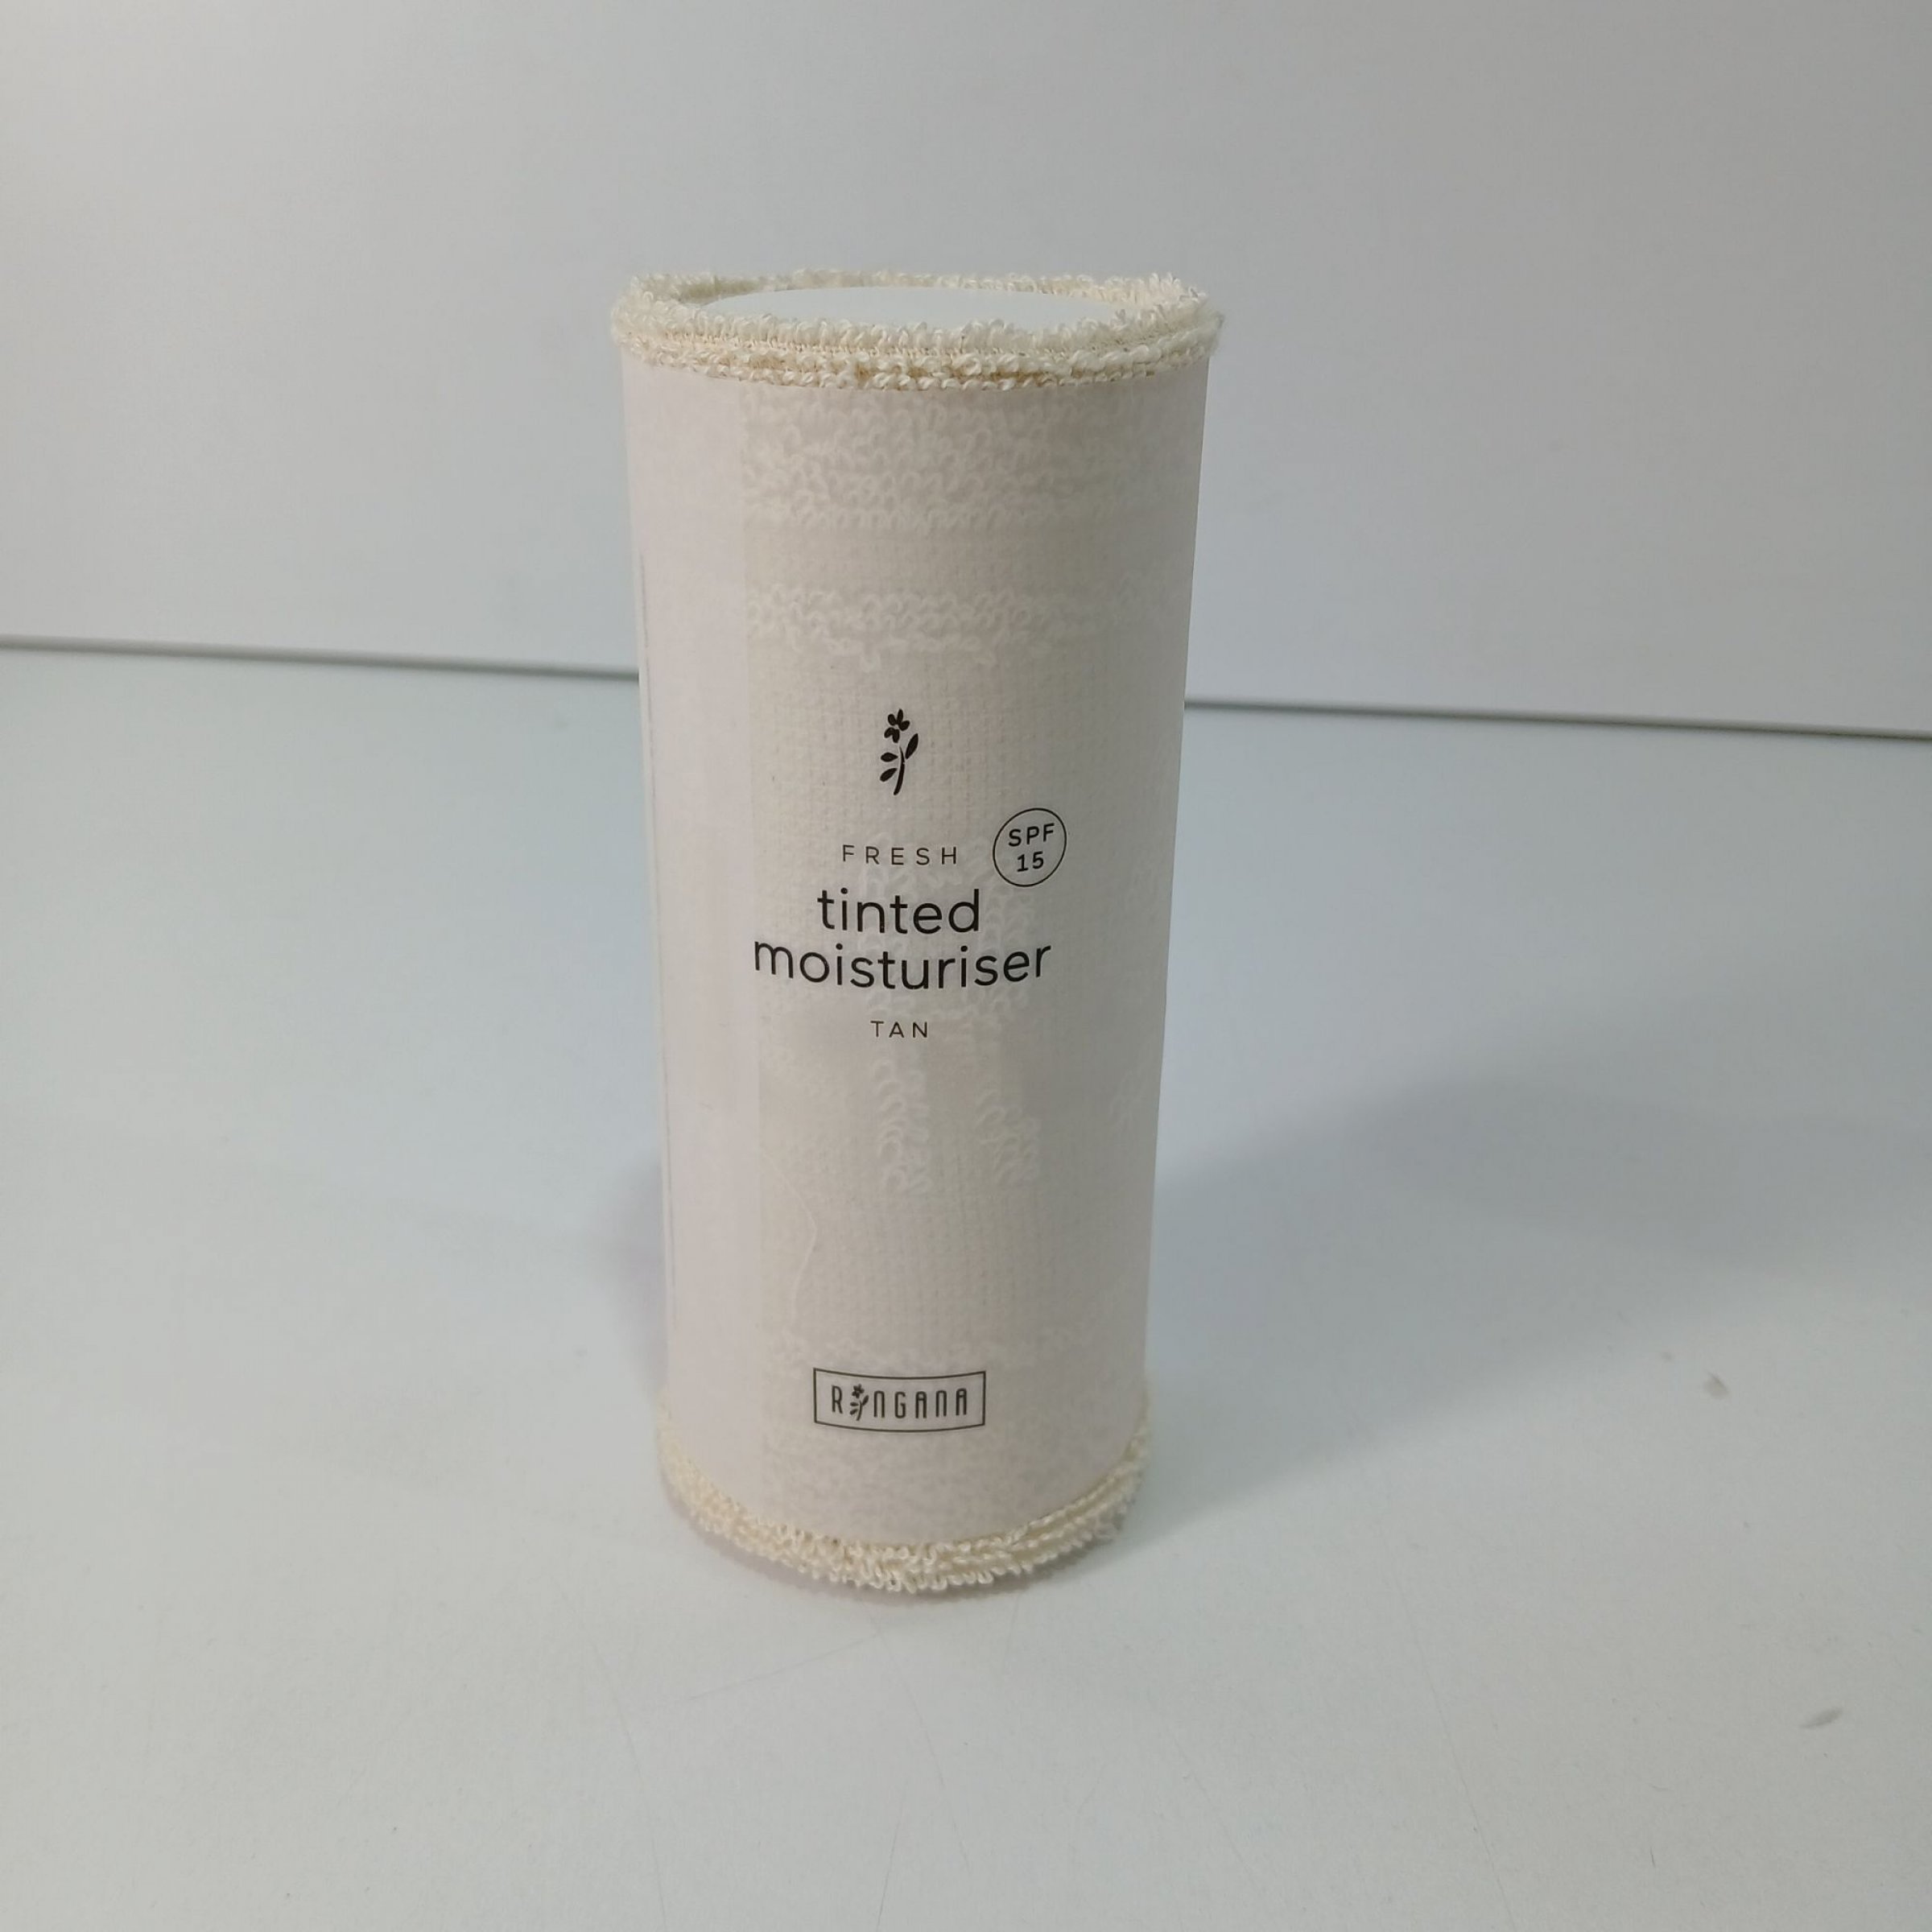 FRESH
SPF
15
tinted
moisturiser
TAN
RINGANA